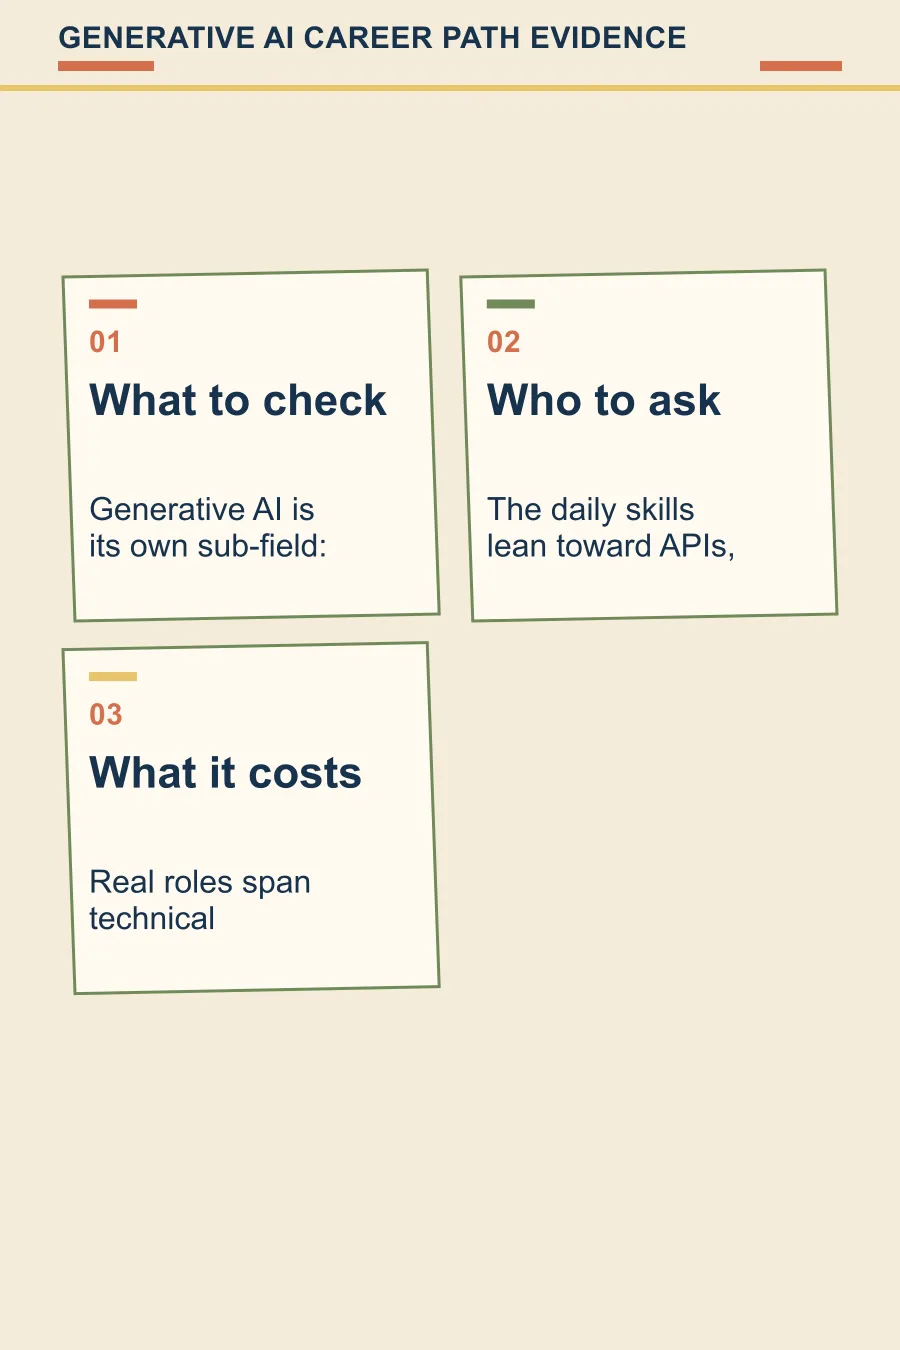 GENERATIVE AI CAREER PATH EVIDENCE
01
What to check
Generative AI is
its own sub-field:
02
Who to ask
The daily skills
lean toward APIs,
03
What it costs
Real roles span
technical